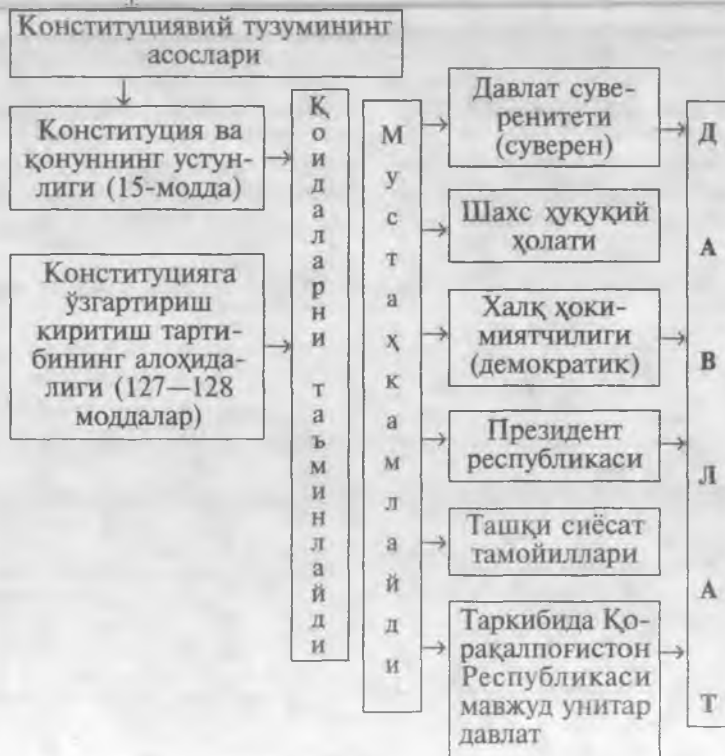 Конституциявий тузумининг
асослари
Конституция ва
қонуннинг устун-
лиги (15-модда)
Конституцияга
ўзгартириш
киритиш тарти-
бининг алоҳида-
лиги (127—128
моддалар)
Қоидаларни таъминлайди
Мустаҳкамлайди
Давлат суве-
ренитети
(суверен)
Шахс ҳуқуқий
ҳолати
Халқ ҳоки-
миятчилиги
(демократик)
Президент
республикаси
Ташқи сиёсат
тамойиллари
Таркибида Қо-
рақалпоғистон
Республикаси
мавжуд унитар
давлат
ДАВЛАТ